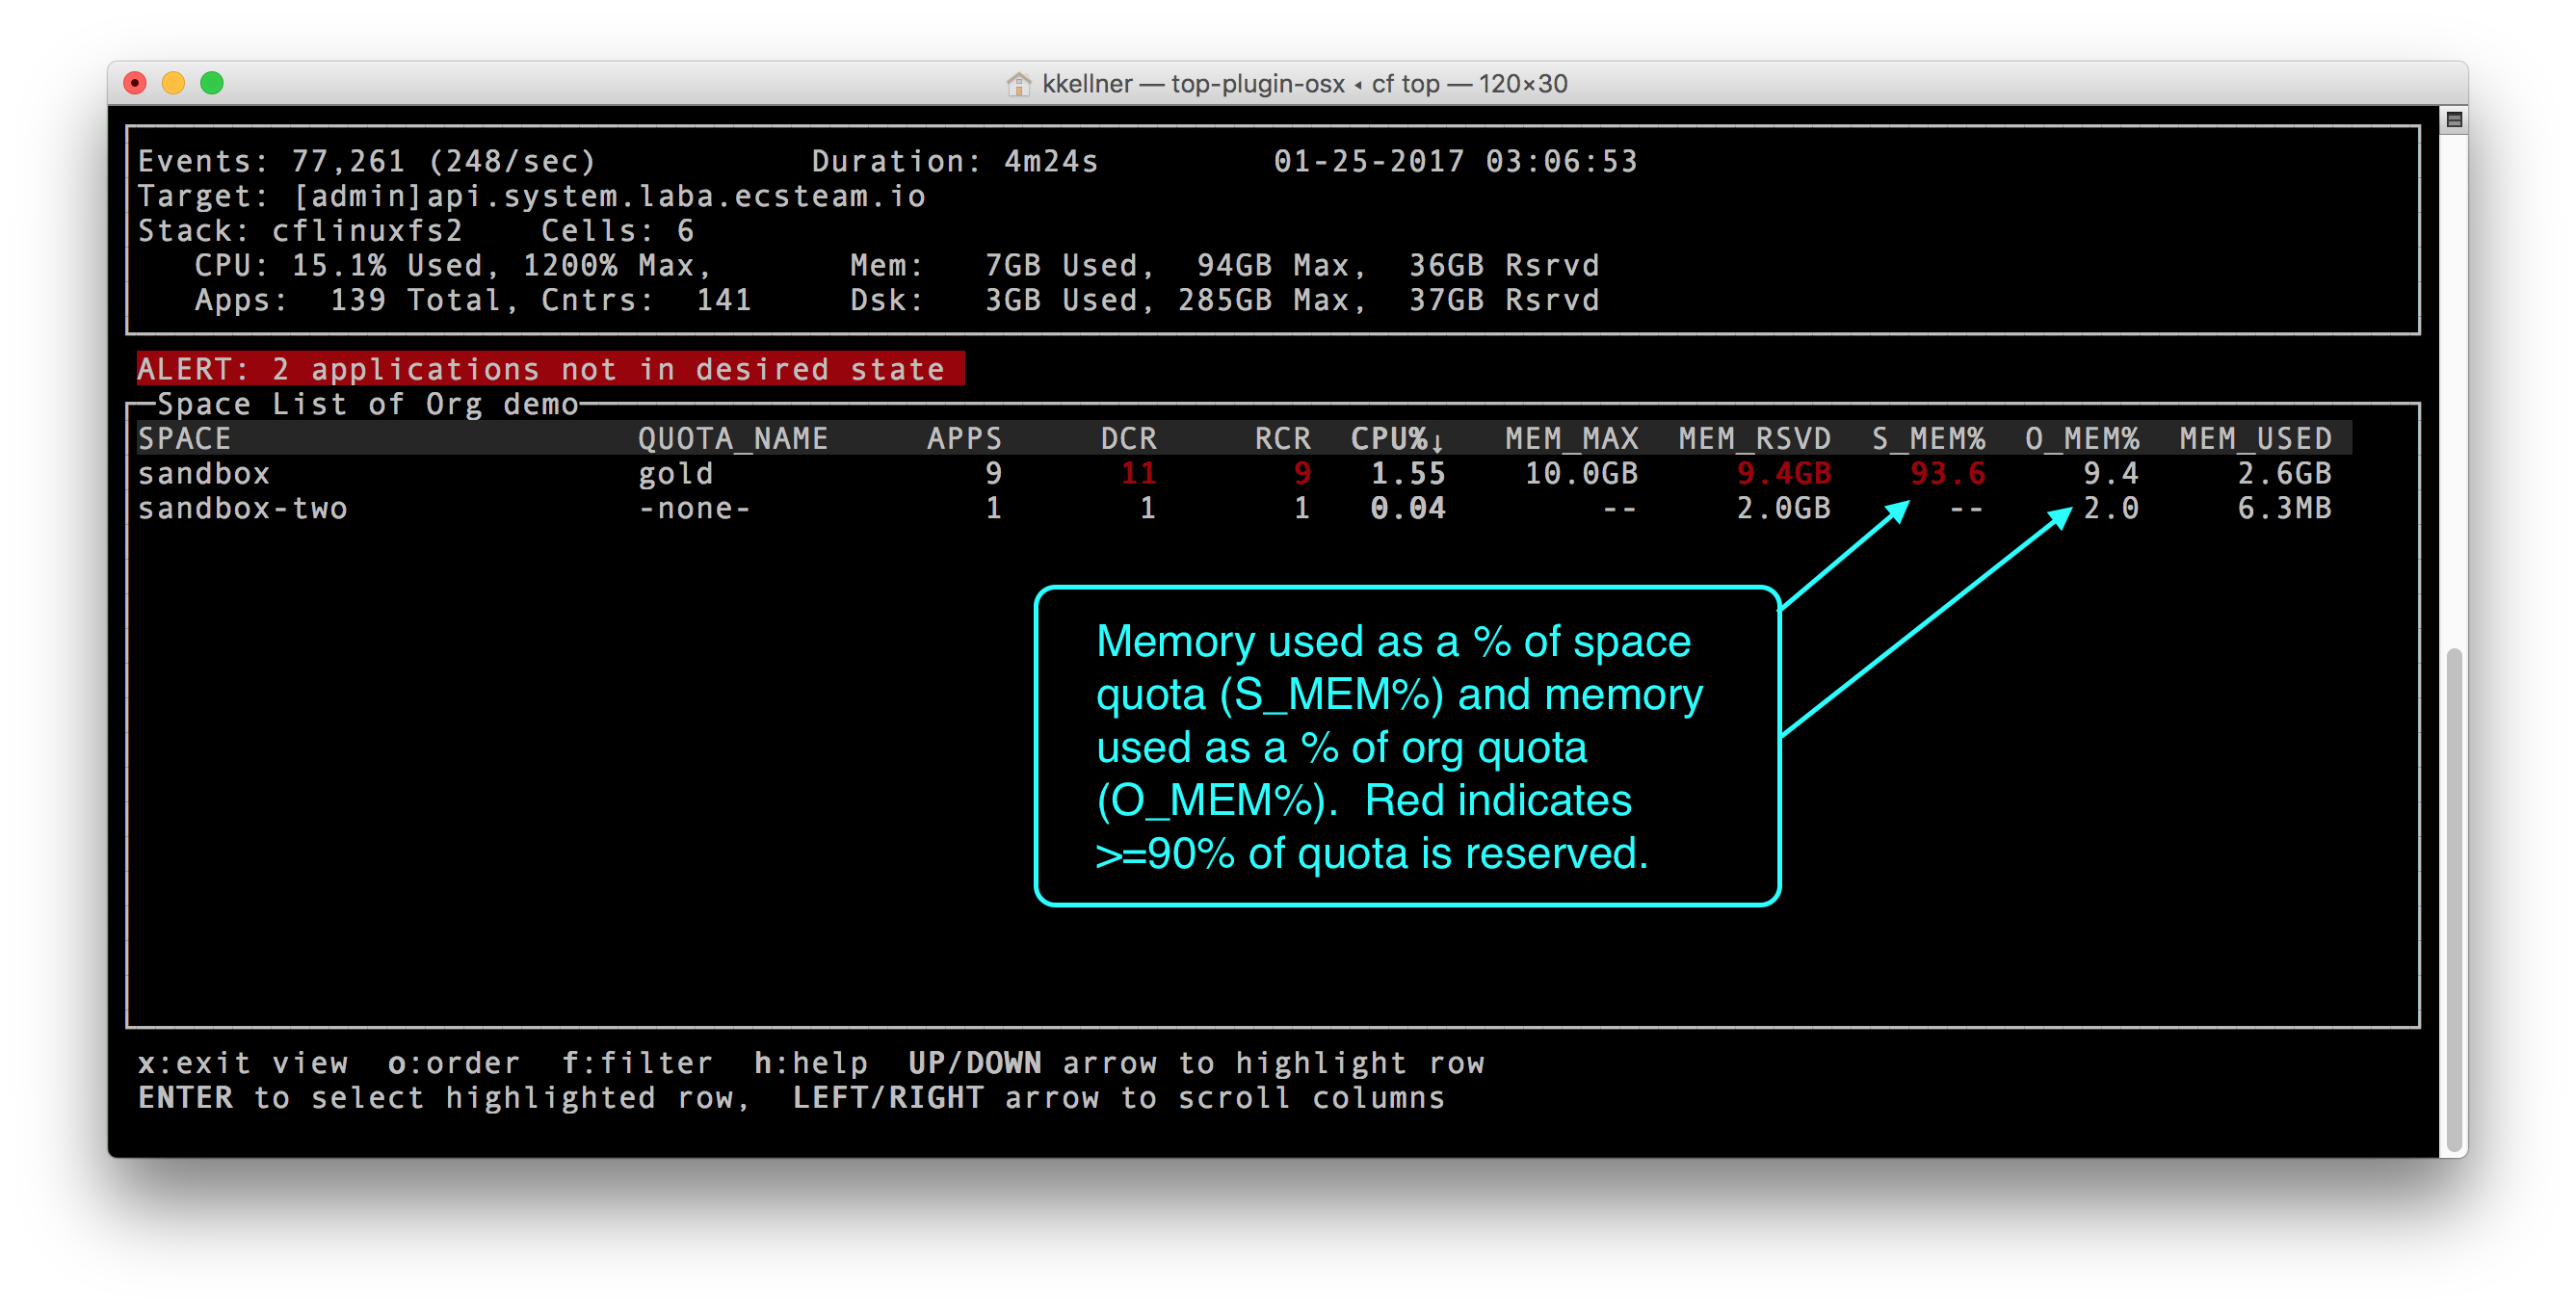 kkellner — top-plugin-osx ◂ cf top — 120×30
Events: 77,261 (248/sec) Duration: 4m24s 01-25-2017 03:06:53
Target: [admin]api.system.laba.ecsteam.io
Stack: cflinuxfs2 Cells: 6
CPU: 15.1% Used, 1200% Max, Mem: 7GB Used, 94GB Max, 36GB Rsrvd
Apps: 139 Total, Cntrs: 141 Dsk: 3GB Used, 285GB Max, 37GB Rsrvd
ALERT: 2 applications not in desired state
Space List of Org demo
SPACE QUOTA_NAME APPS DCR RCR CPU%↓ MEM_MAX MEM_RSVD S_MEM% O_MEM% MEM_USED
sandbox gold 9 11 9 1.55 10.0GB 9.4GB 93.6 9.4 2.6GB
sandbox-two -none- 1 1 1 0.04 -- 2.0GB -- 2.0 6.3MB
Memory used as a % of space
quota (S_MEM%) and memory
used as a % of org quota
(O_MEM%). Red indicates
>=90% of quota is reserved.
x:exit view o:order f:filter h:help UP/DOWN arrow to highlight row
ENTER to select highlighted row, LEFT/RIGHT arrow to scroll columns